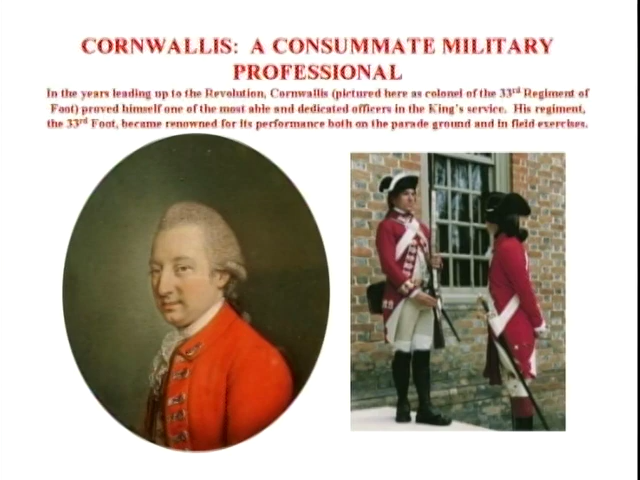 CORNWALLIS: A CONSUMMATE MILITARY
PROFESSIONAL
In the years leading up to the Revolution, Cornwallis (pictured here as colonel of the 33rd Regiment of
Foot) proved himself one of the most able and dedicated officers in the King's service. His regiment,
the 33rd Foot, became renowned for its performance both on the parade ground and in field exercises.